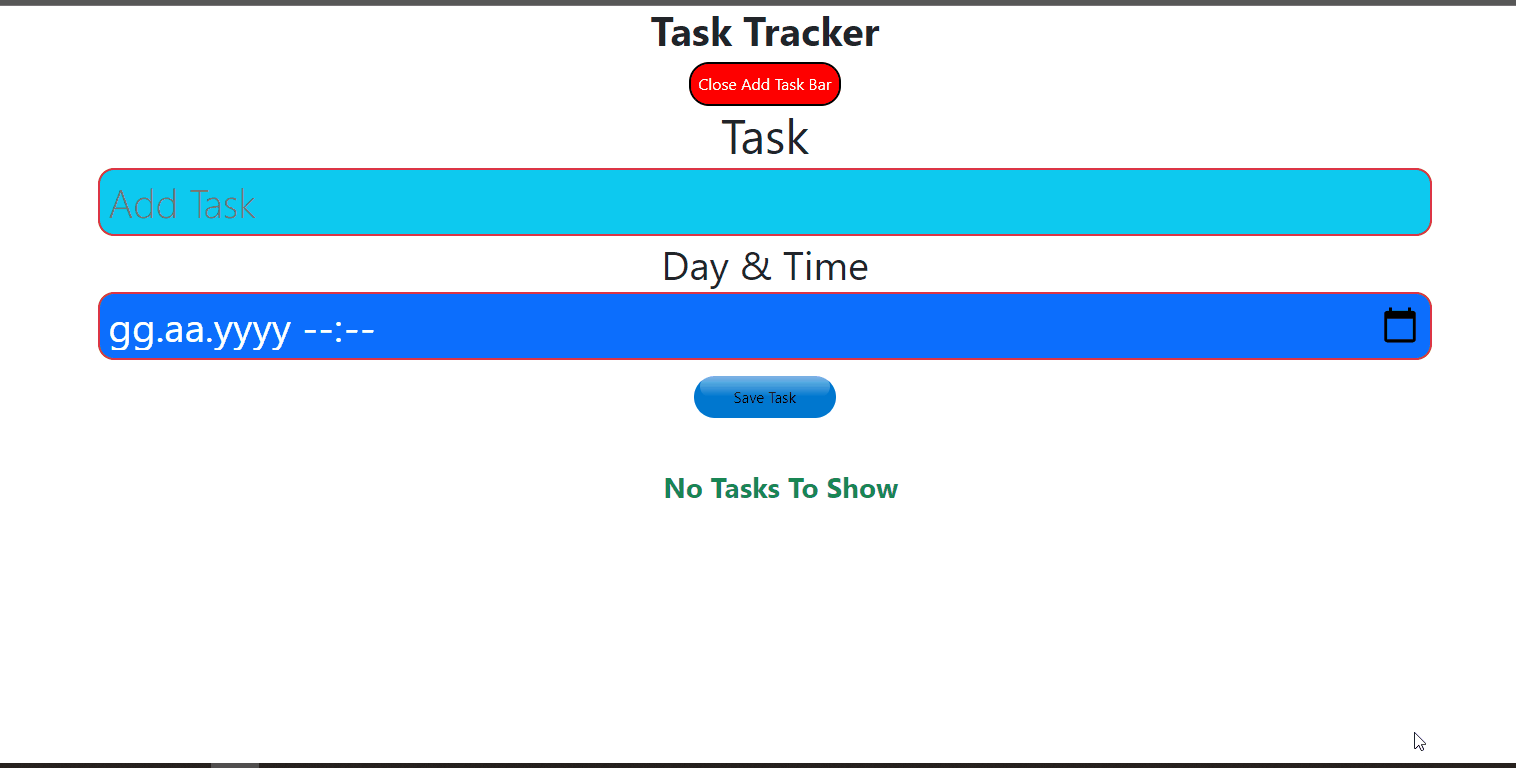 Task Tracker
Close Add Task Bar
Task
Add Task
Day & Time
gg.aa.yyyy --:--
Save Task
No Tasks To Show